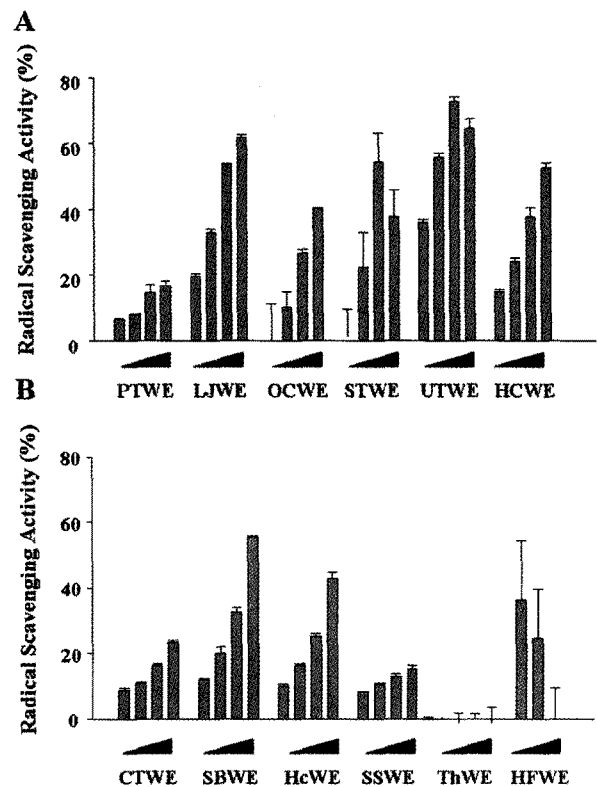 A
Radical Scavenging Activity (%)
80
60
40
20
0
PTWE LJWE OCWE STWE UTWE HCWE
B
Radical Scavenging Activity (%)
80
60
40
20
0
CTWE SBWE HcWE SSWE ThWE HFWE